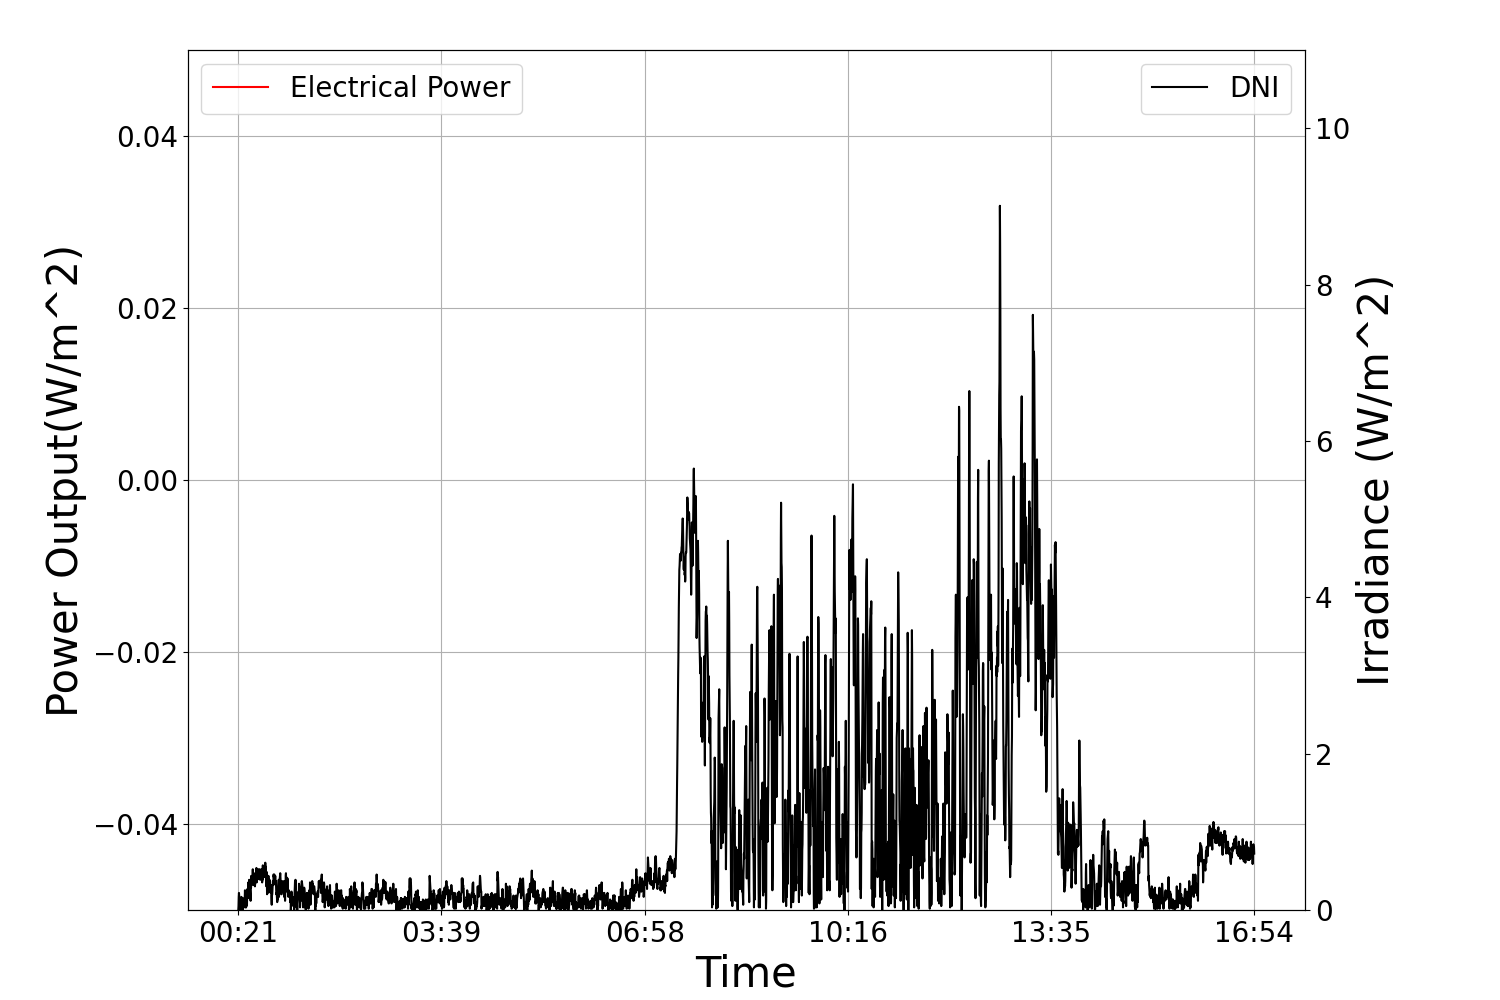 Electrical Power
DNI
0.04
0.02
0.00
−0.02
−0.04
Power Output(W/m^2)
10
8
6
4
2
0
Irradiance (W/m^2)
00:21 03:39 06:58 10:16 13:35 16:54
Time